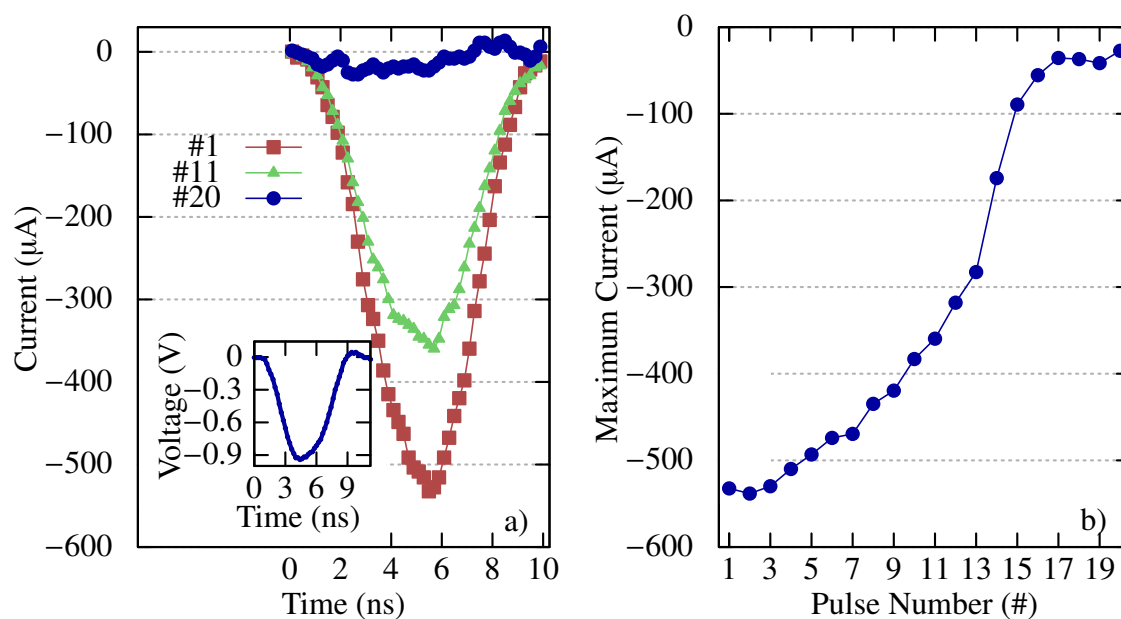 Current (µA)
0
−100
−200
−300
−400
−500
−600
#1
#11
#20
Voltage (V)
0
−0.3
−0.6
−0.9
0 3 6 9
Time (ns)
a)
0 2 4 6 8 10
Time (ns)
Maximum Current (µA)
0
−100
−200
−300
−400
−500
−600
b)
1 3 5 7 9 11 13 15 17 19
Pulse Number (#)